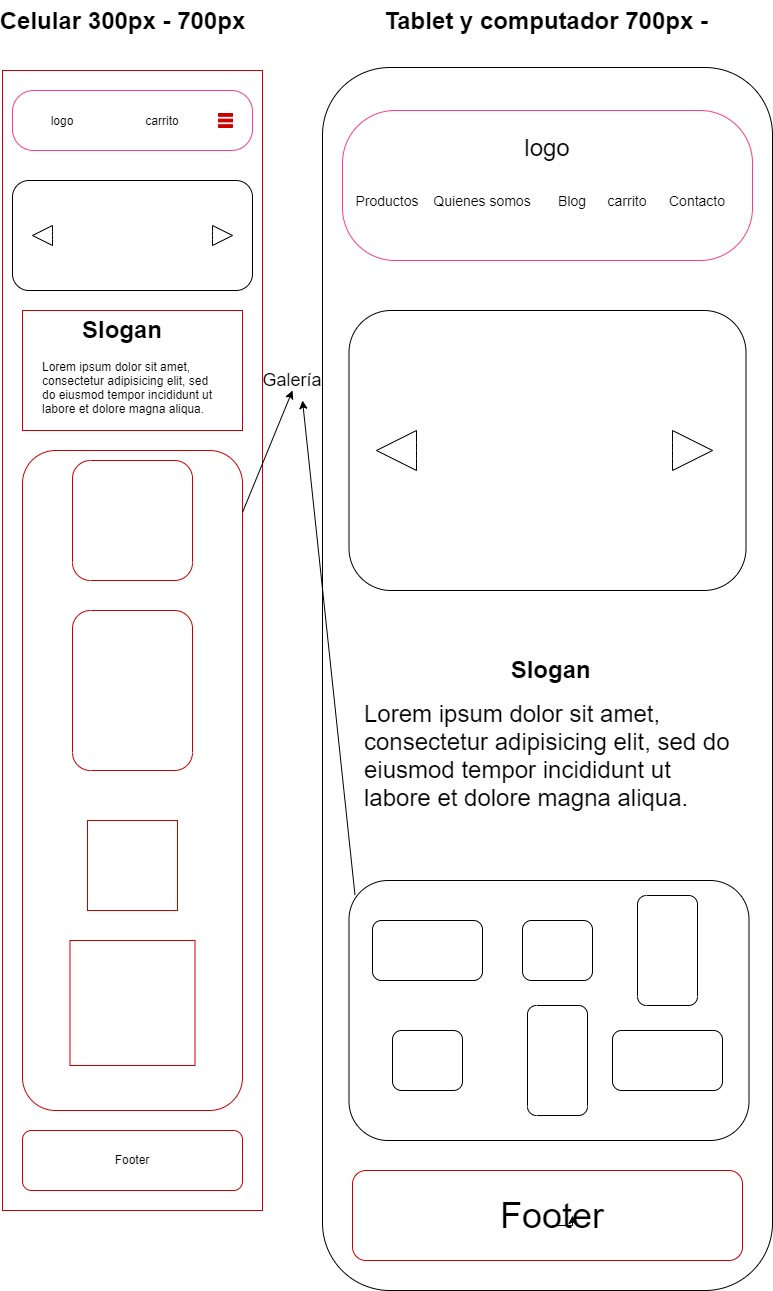 Celular 300px - 700px
logo
carrito
Slogan
Lorem ipsum dolor sit amet,
consectetur adipisicing elit, sed
do eiusmod tempor incididunt ut
labore et dolore magna aliqua.
Footer
Galería
Tablet y computador 700px -
logo
Productos Quienes somos Blog carrito Contacto
Slogan
Lorem ipsum dolor sit amet,
consectetur adipisicing elit, sed do
eiusmod tempor incididunt ut
labore et dolore magna aliqua.
Footer